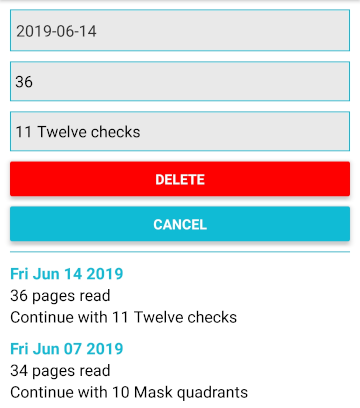 2019-06-14
36
11 Twelve checks
DELETE
CANCEL
Fri Jun 14 2019
36 pages read
Continue with 11 Twelve checks
Fri Jun 07 2019
34 pages read
Continue with 10 Mask quadrants